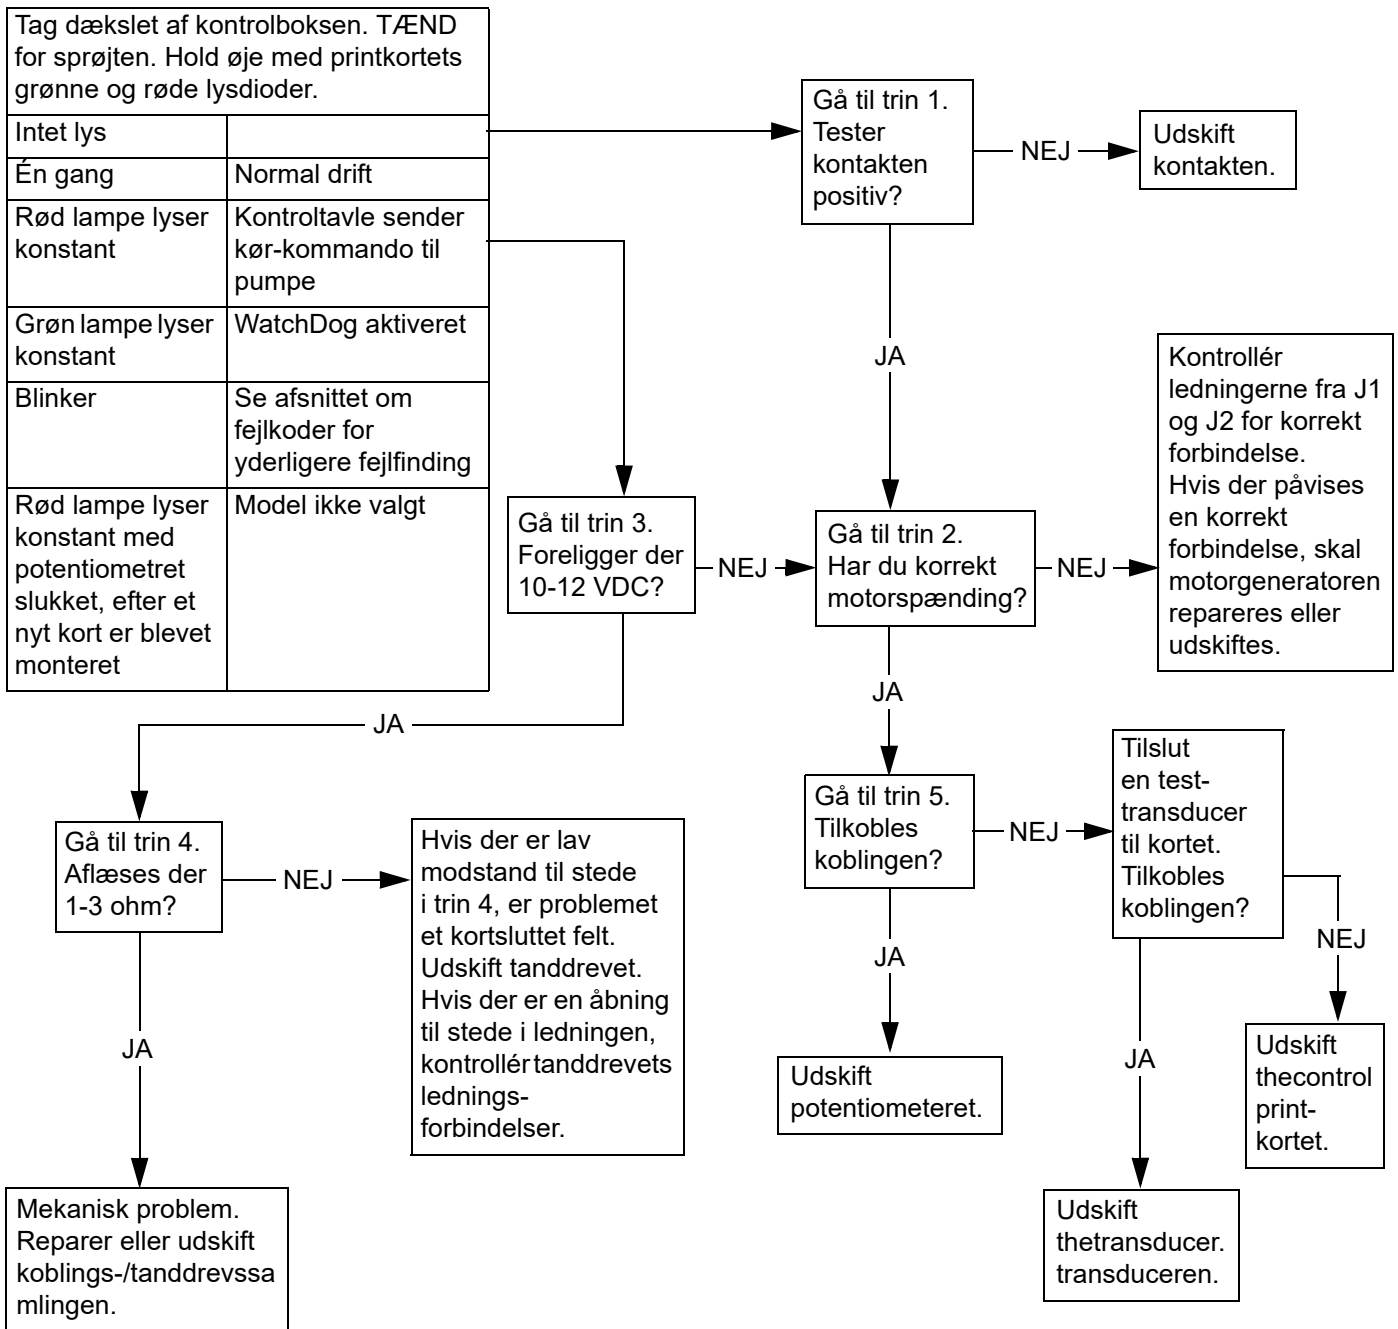 Tag dækslet af kontrolboksen. TÆND
for sprøjten. Hold øje med printkortets
grønne og røde lysdioder.
Intet lys
Én gang
Normal drift
Rød lampe lyser
konstant
Kontroltavle sender
kør-kommando til
pumpe
Grøn lampe lyser
konstant
WatchDog aktiveret
Blinker
Se afsnittet om
fejlkoder for
yderligere fejlfinding
Rød lampe lyser
konstant med
potentiometret
slukket, efter et
nyt kort er blevet
monteret
Model ikke valgt
Gå til trin 1.
Tester
kontakten
positiv?
NEJ
Udskift
kontakten.
JA
Gå til trin 3.
Foreligger der
10-12 VDC?
NEJ
Gå til trin 2.
Har du korrekt
motorspænding?
NEJ
Kontrollér
ledningerne fra J1
og J2 for korrekt
forbindelse.
Hvis der påvises
en korrekt
forbindelse, skal
motorgeneratoren
repareres eller
udskiftes.
JA
JA
Gå til trin 4.
Aflæses der
1-3 ohm?
NEJ
Hvis der er lav
modstand til stede
i trin 4, er problemet
et kortsluttet felt.
Udskift tanddrevet.
Hvis der er en åbning
til stede i ledningen,
kontrollér tanddrevets
lednings-
forbindelser.
JA
Mekanisk problem.
Reparer eller udskift
koblings-/tanddrevssa
mlingen.
Gå til trin 5.
Tilkobles
koblingen?
NEJ
Tilslut
en test-
transducer
til kortet.
Tilkobles
koblingen?
JA
Udskift
potentiometeret.
NEJ
Udskift
thecontrol
print-
kortet.
JA
Udskift
thetransducer.
transduceren.